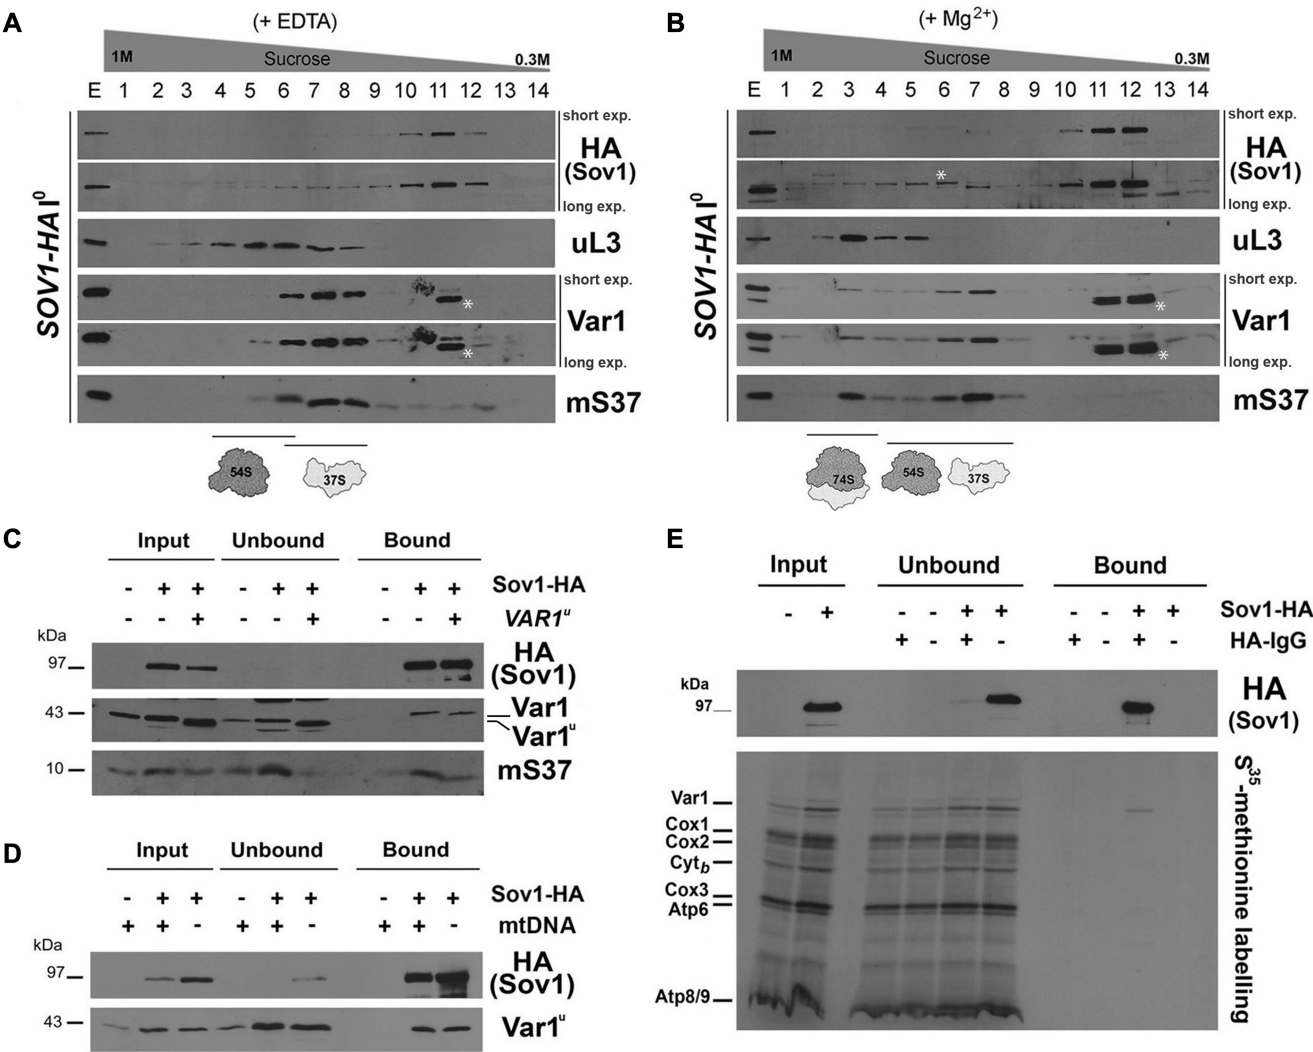 A
(+ EDTA)
1M
Sucrose
0.3M
E 1 2 3 4 5 6 7 8 9 10 11 12 13 14
SOV1-HA I⁰
short exp.
HA
(Sov1)
*
long exp.
uL3
short exp.
Var1
*
long exp.
*
mS37
54S
37S
B
(+ Mg²⁺)
1M
Sucrose
0.3M
E 1 2 3 4 5 6 7 8 9 10 11 12 13 14
SOV1-HA I⁰
short exp.
HA
(Sov1)
*
long exp.
uL3
short exp.
Var1
*
long exp.
*
mS37
74S
54S
37S
C
Input Unbound Bound
- + + - + + - + + Sov1-HA
- - + - - + - - + VAR1ᵘ
kDa
97
HA
(Sov1)
43
Var1
Var1ᵘ
10
mS37
D
Input Unbound Bound
- + + - + + - + + Sov1-HA
+ + - + + - + + - mtDNA
kDa
97
HA
(Sov1)
43
Var1ᵘ
E
Input Unbound Bound
- + - - + + - - + + Sov1-HA
+ - + - + - + - HA-IgG
kDa
97
HA
(Sov1)
Var1
Cox1
Cox2
Cytb
Cox3
Atp6
Atp8/9
S³⁵-methionine labelling